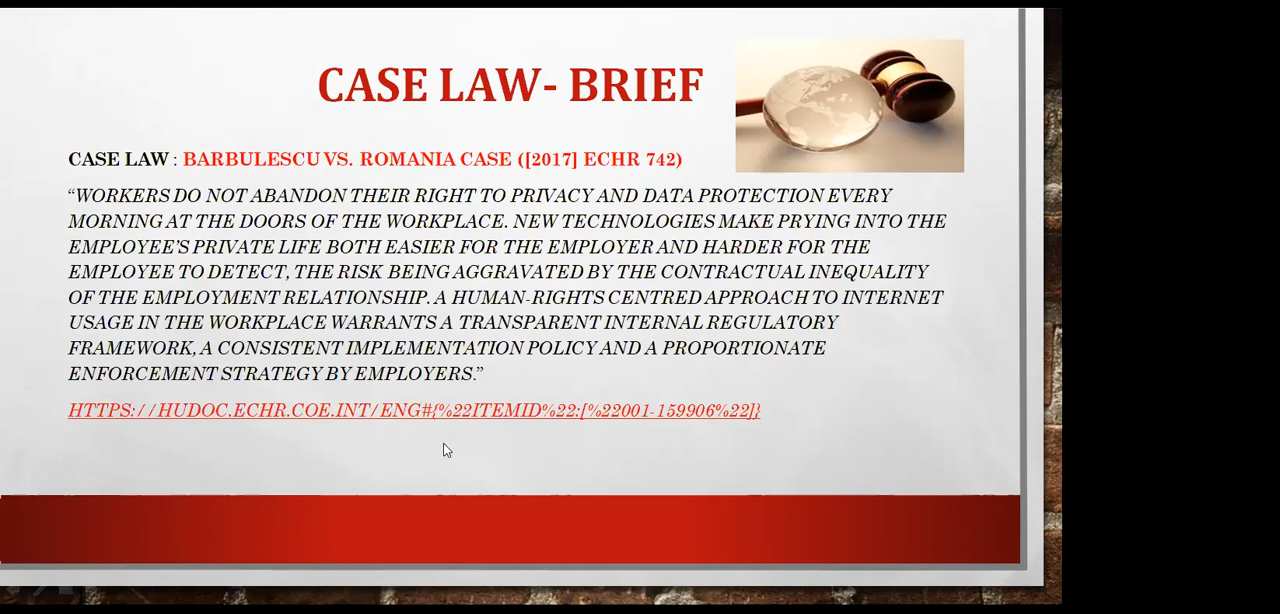 CASE LAW- BRIEF
CASE LAW : BARBULESCU VS. ROMANIA CASE ([2017] ECHR 742)
“WORKERS DO NOT ABANDON THEIR RIGHT TO PRIVACY AND DATA PROTECTION EVERY
MORNING AT THE DOORS OF THE WORKPLACE. NEW TECHNOLOGIES MAKE PRYING INTO THE
EMPLOYEE’S PRIVATE LIFE BOTH EASIER FOR THE EMPLOYER AND HARDER FOR THE
EMPLOYEE TO DETECT, THE RISK BEING AGGRAVATED BY THE CONTRACTUAL INEQUALITY
OF THE EMPLOYMENT RELATIONSHIP. A HUMAN-RIGHTS CENTRED APPROACH TO INTERNET
USAGE IN THE WORKPLACE WARRANTS A TRANSPARENT INTERNAL REGULATORY
FRAMEWORK, A CONSISTENT IMPLEMENTATION POLICY AND A PROPORTIONATE
ENFORCEMENT STRATEGY BY EMPLOYERS.”
HTTPS://HUDOC.ECHR.COE.INT/ENG#{%22ITEMID%22:[%22001-159906%22]}